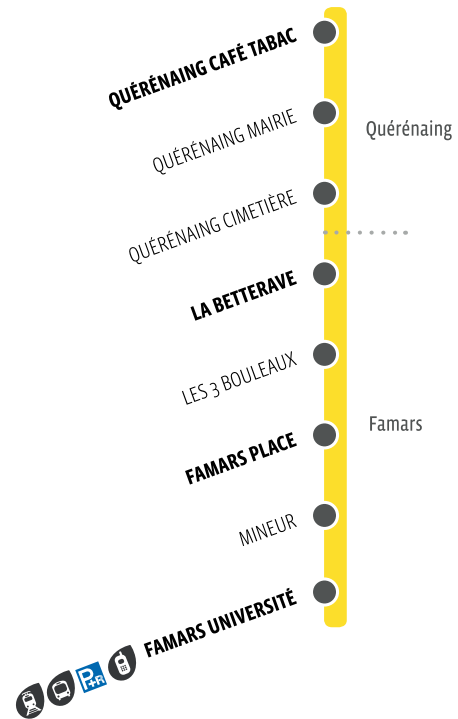 QUÉRÉNAING CAFÉ TABAC
QUÉRÉNAING MAIRIE
Quérénaing
QUÉRÉNAING CIMETIÈRE
LA BETTERAVE
LES 3 BOULEAUX
Famars
FAMARS PLACE
MINEUR
FAMARS UNIVERSITÉ
P+R